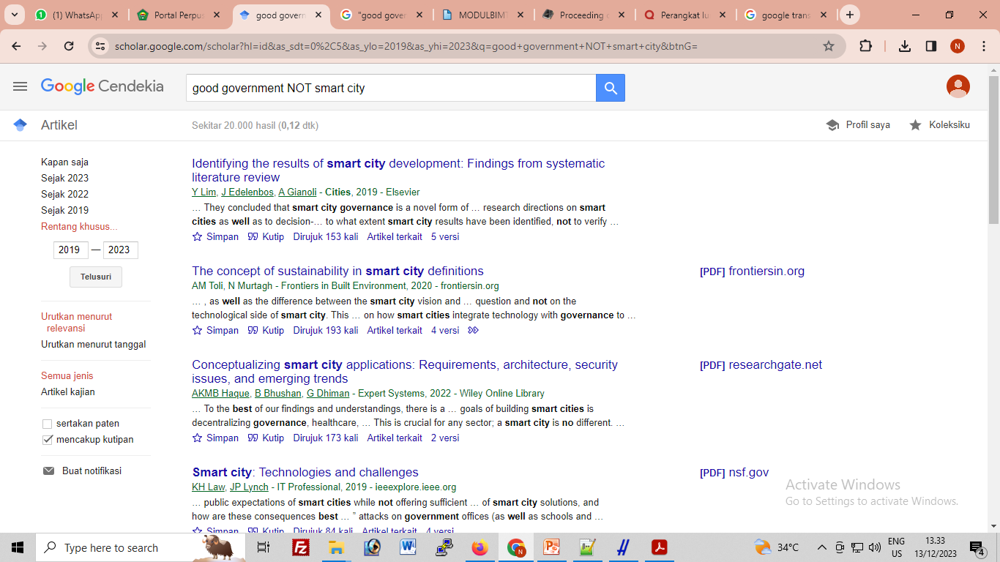 (1) WhatsAp
Portal Perpus
good govern
"good gover
MODULBIMT
Proceeding o
Perangkat lu
google trans
scholar.google.com/scholar?hl=id&as_sdt=0%2C5&as_ylo=2019&as_yhi=2023&q=good+government+NOT+smart+city&btnG=
N
Google Cendekia
good government NOT smart city
Artikel
Sekitar 20.000 hasil (0,12 dtk)
Profil saya
Koleksiku
Kapan saja
Sejak 2023
Sejak 2022
Sejak 2019
Rentang khusus...
2019 — 2023
Telusuri
Urutkan menurut
relevansi
Urutkan menurut tanggal
Semua jenis
Artikel kajian
sertakan paten
mencakup kutipan
Buat notifikasi
Identifying the results of smart city development: Findings from systematic
literature review
Y Lim, J Edelenbos, A Gianoli - Cities, 2019 - Elsevier
… They concluded that smart city governance is a novel form of … research directions on smart
cities as well as to decision-… to what extent smart city results have been identified, not to verify …
Simpan Kutip Dirujuk 153 kali Artikel terkait 5 versi
The concept of sustainability in smart city definitions
AM Toli, N Murtagh - Frontiers in Built Environment, 2020 - frontiersin.org
… , as well as the difference between the smart city vision and … question and not on the
technological side of smart city. This … on how smart cities integrate technology with governance to …
Simpan Kutip Dirujuk 193 kali Artikel terkait 4 versi
[PDF] frontiersin.org
Conceptualizing smart city applications: Requirements, architecture, security
issues, and emerging trends
AKMB Haque, B Bhushan, G Dhiman - Expert Systems, 2022 - Wiley Online Library
… To the best of our findings and understandings, there is a … goals of building smart cities is
decentralizing governance, healthcare, … This is crucial for any sector; a smart city is no different. …
Simpan Kutip Dirujuk 173 kali Artikel terkait 2 versi
[PDF] researchgate.net
Smart city: Technologies and challenges
KH Law, JP Lynch - IT Professional, 2019 - ieeexplore.ieee.org
… public expectations of smart cities while not offering sufficient … of smart city solutions, and
how are these consequences best … ” attacks on government offices (as well as schools and …
Simpan Kutip Dirujuk 84 kali Artikel terkait 4 versi
[PDF] nsf.gov
Activate Windows
Go to Settings to activate Windows.
Type here to search
34°C
ENG
US
13.33
13/12/2023
4